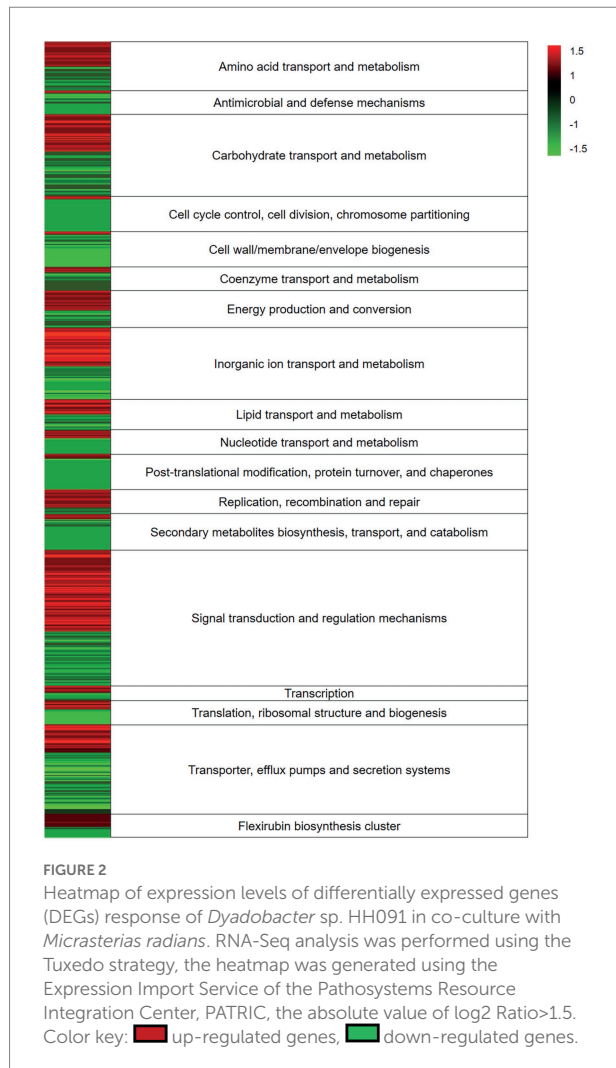 Amino acid transport and metabolism
Antimicrobial and defense mechanisms
Carbohydrate transport and metabolism
Cell cycle control, cell division, chromosome partitioning
Cell wall/membrane/envelope biogenesis
Coenzyme transport and metabolism
Energy production and conversion
Inorganic ion transport and metabolism
Lipid transport and metabolism
Nucleotide transport and metabolism
Post-translational modification, protein turnover, and chaperones
Replication, recombination and repair
Secondary metabolites biosynthesis, transport, and catabolism
Signal transduction and regulation mechanisms
Transcription
Translation, ribosomal structure and biogenesis
Transporter, efflux pumps and secretion systems
Flexirubin biosynthesis cluster
1.5
1
0
-1
-1.5
FIGURE 2
Heatmap of expression levels of differentially expressed genes
(DEGs) response of Dyadobacter sp. HH091 in co-culture with
Micrasterias radians. RNA-Seq analysis was performed using the
Tuxedo strategy, the heatmap was generated using the
Expression Import Service of the Pathosystems Resource
Integration Center, PATRIC, the absolute value of log2 Ratio>1.5.
Color key: up-regulated genes, down-regulated genes.